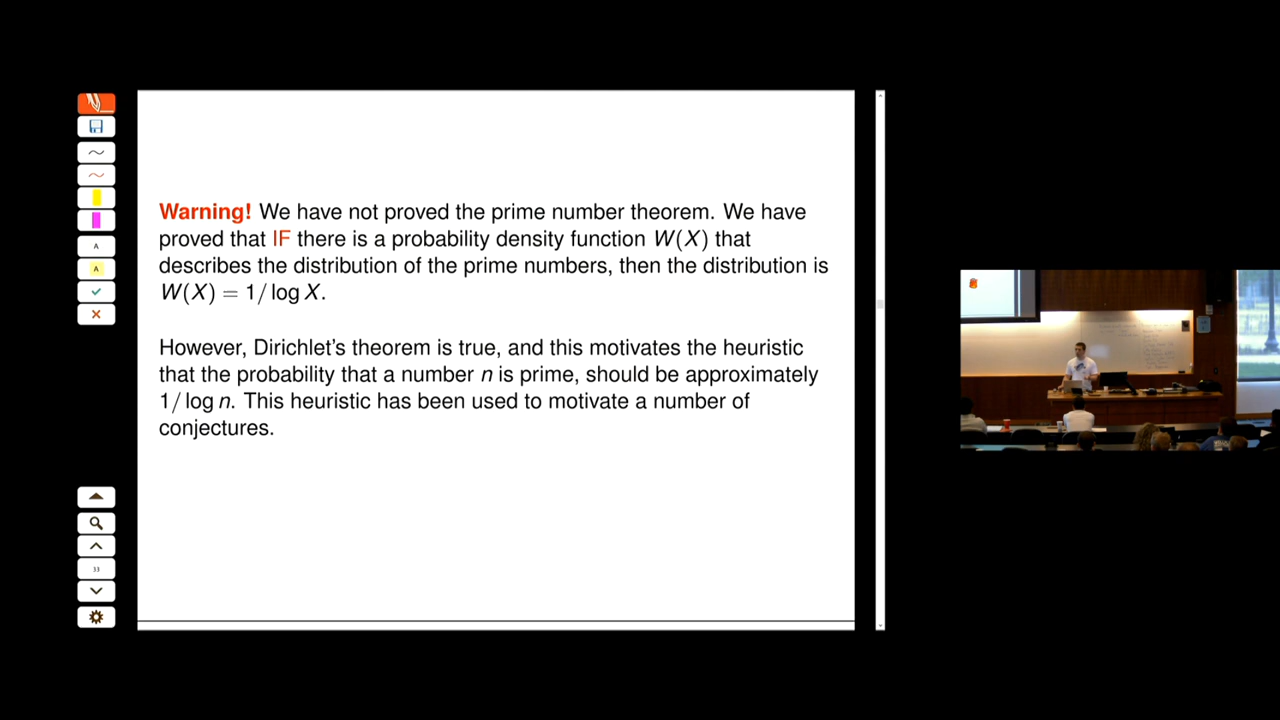 Warning! We have not proved the prime number theorem. We have
proved that IF there is a probability density function W(X) that
describes the distribution of the prime numbers, then the distribution is
W(X) = 1/ log X.
However, Dirichlet's theorem is true, and this motivates the heuristic
that the probability that a number n is prime, should be approximately
1/ log n. This heuristic has been used to motivate a number of
conjectures.
A
A
33